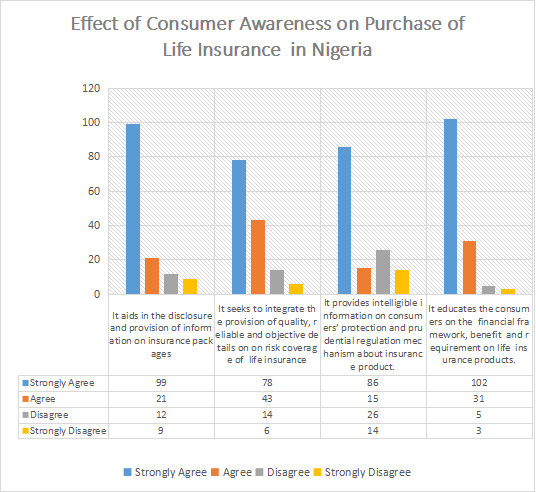 Effect of Consumer Awareness on Purchase of
Life Insurance in Nigeria
120
100
80
60
40
20
0
It aids in the disclosure
and provision of inform
ation on insurance pack
ages
It seeks to integrate th
e provision of quality, r
eliable and objective de
tails on on risk coverag
e of life insurance
It provides intelligible i
nformation on consum
ers' protection and pru
dential regulation mec
hanism about insuranc
e product.
It educates the consum
ers on the financial fra
mework, benefit and r
equirement on life ins
urance products.
Strongly Agree 99 78 86 102
Agree 21 43 15 31
Disagree 12 14 26 5
Strongly Disagree 9 6 14 3
Strongly Agree Agree Disagree Strongly Disagree